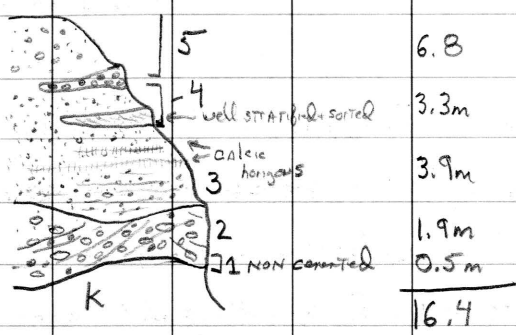 5 6.8
4 3.3m
well STRATified + sorted
calcic
horizons
3 3.9m
2 1.9m
1 NON cemented 0.5m
K
16.4